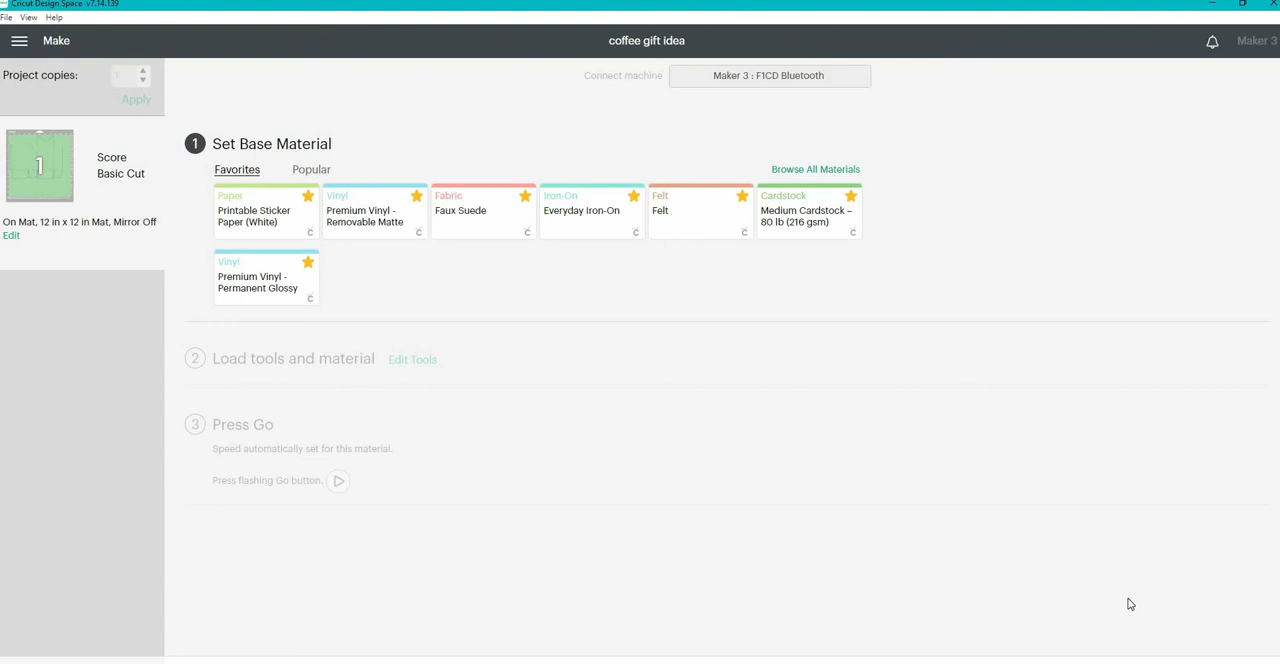 Cricut Design Space v7.14.139
File View Help
Make
coffee gift idea
Maker 3
Project copies: 1
Apply
Connect machine
Maker 3 : F1CD Bluetooth
1
Score
Basic Cut
On Mat, 12 in x 12 in Mat, Mirror Off
Edit
1 Set Base Material
Favorites Popular
Browse All Materials
Paper
Printable Sticker
Paper (White)
Vinyl
Premium Vinyl -
Removable Matte
Fabric
Faux Suede
Iron-On
Everyday Iron-On
Felt
Felt
Cardstock
Medium Cardstock –
80 lb (216 gsm)
Vinyl
Premium Vinyl -
Permanent Glossy
2 Load tools and material Edit Tools
3 Press Go
Speed automatically set for this material.
Press flashing Go button.